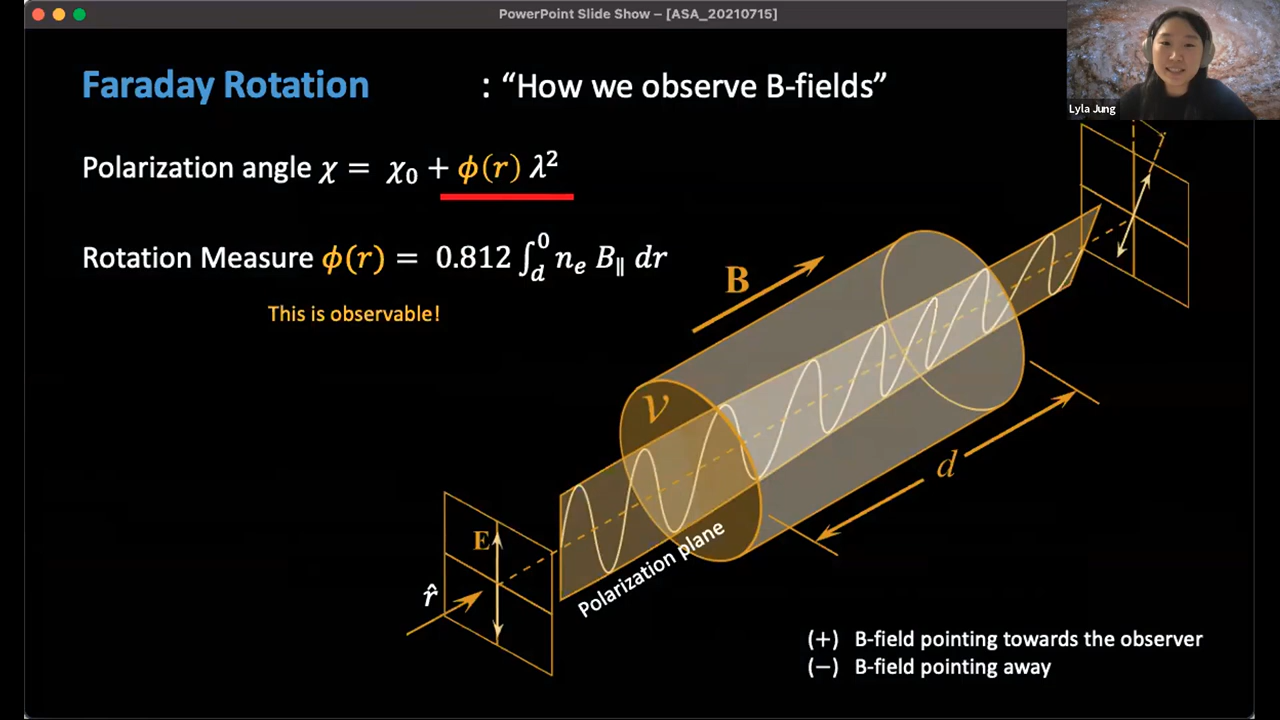 PowerPoint Slide Show – [ASA_20210715]
Lyla Jung
Faraday Rotation : “How we observe B-fields”
Polarization angle χ = χ₀ + ϕ(r) λ²
Rotation Measure ϕ(r) = 0.812 ∫_d^0 nₑ B_∥ dr
This is observable!
B
ν
d
E
r̂
Polarization plane
(+) B-field pointing towards the observer
(−) B-field pointing away